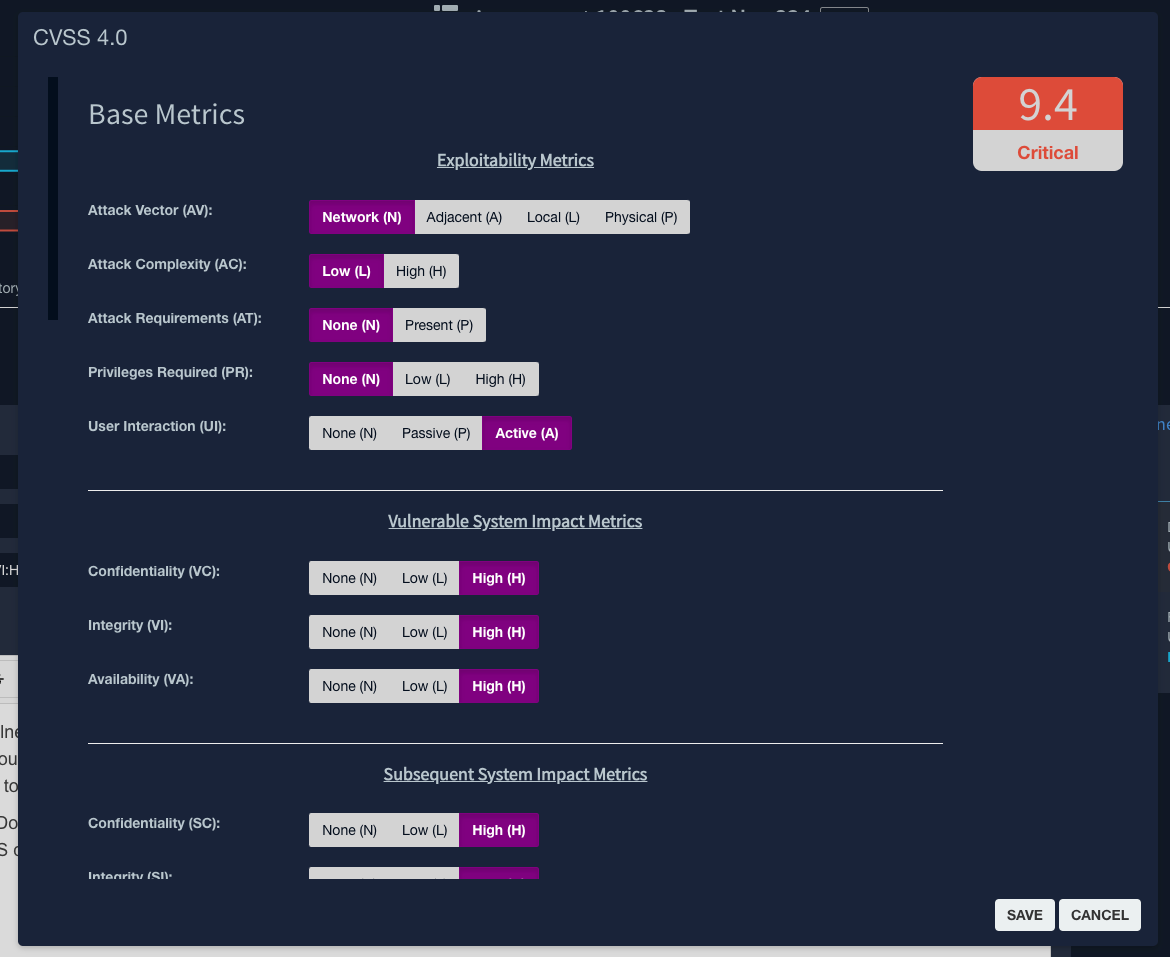 CVSS 4.0
Base Metrics
9.4
Critical
Exploitability Metrics
Attack Vector (AV):
Network (N) Adjacent (A) Local (L) Physical (P)
Attack Complexity (AC):
Low (L) High (H)
Attack Requirements (AT):
None (N) Present (P)
Privileges Required (PR):
None (N) Low (L) High (H)
User Interaction (UI):
None (N) Passive (P) Active (A)
Vulnerable System Impact Metrics
Confidentiality (VC):
None (N) Low (L) High (H)
Integrity (VI):
None (N) Low (L) High (H)
Availability (VA):
None (N) Low (L) High (H)
Subsequent System Impact Metrics
Confidentiality (SC):
None (N) Low (L) High (H)
Integrity (SI):
SAVE CANCEL